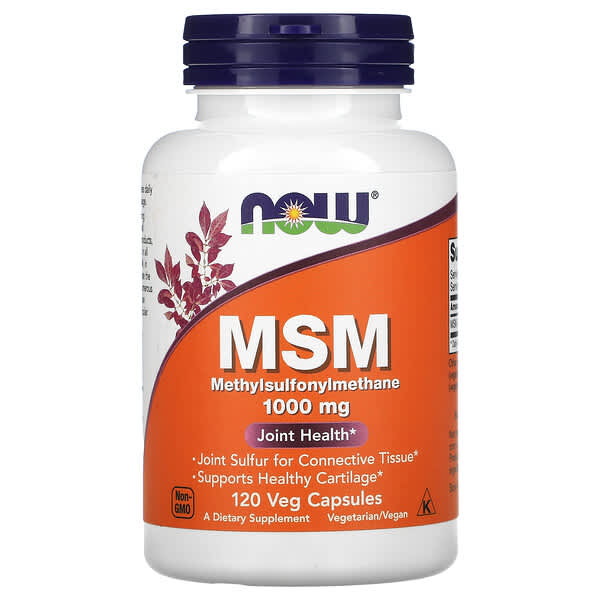 NOW®
MSM
Methylsulfonylmethane
1000 mg
Joint Health*
• Joint Sulfur for Connective Tissue*
• Supports Healthy Cartilage*
120 Veg Capsules
Non-
GMO
A Dietary Supplement
Vegetarian/Vegan
K
daily